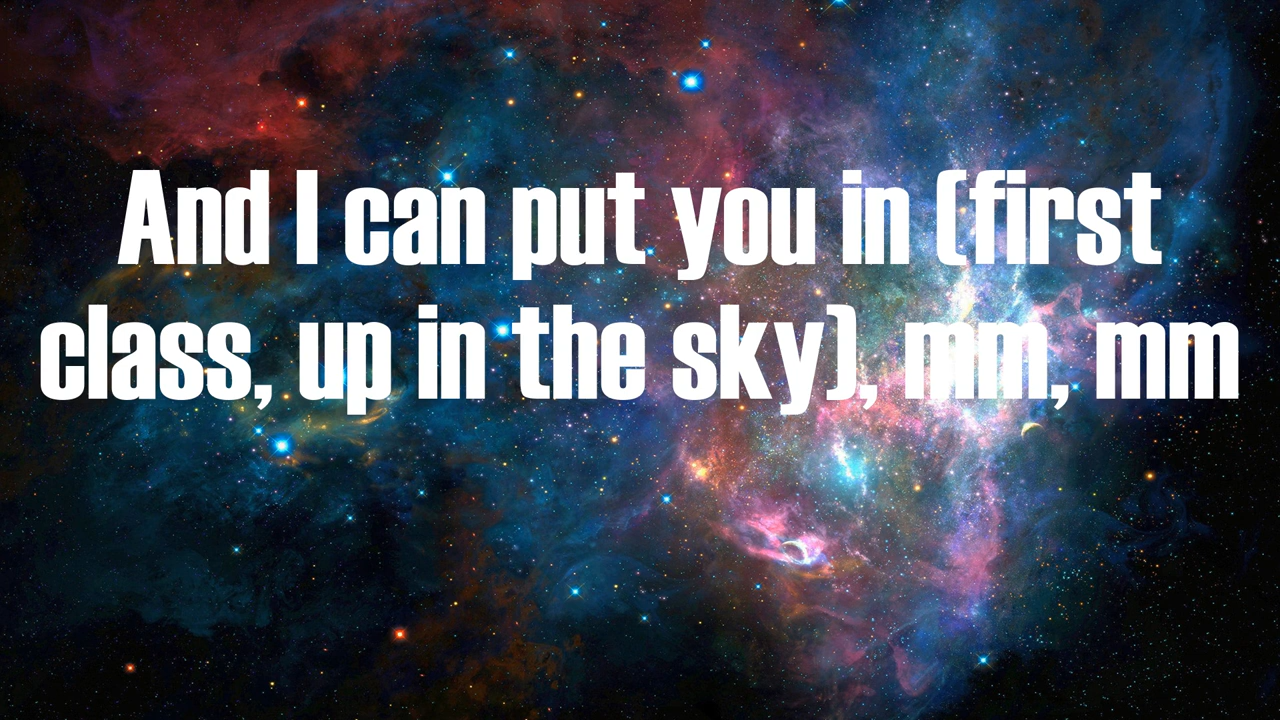 And I can put you in (first
class, up in the sky), mm, mm